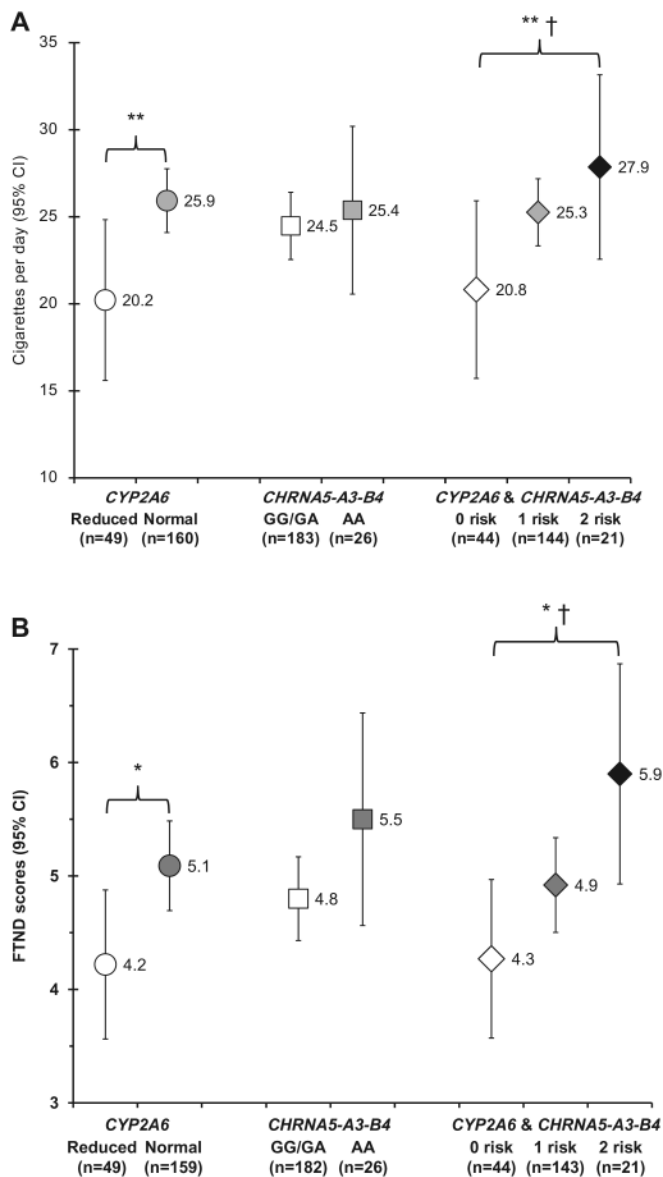 A
Cigarettes per day (95% CI)
35
30
25
20
15
10
**
** †
20.2
25.9
24.5
25.4
20.8
25.3
27.9
CYP2A6
CHRNA5-A3-B4
CYP2A6 & CHRNA5-A3-B4
Reduced Normal
GG/GA AA
0 risk 1 risk 2 risk
(n=49) (n=160)
(n=183) (n=26)
(n=44) (n=144) (n=21)
B
FTND scores (95% CI)
7
6
5
4
3
*
* †
4.2
5.1
4.8
5.5
4.3
4.9
5.9
CYP2A6
CHRNA5-A3-B4
CYP2A6 & CHRNA5-A3-B4
Reduced Normal
GG/GA AA
0 risk 1 risk 2 risk
(n=49) (n=159)
(n=182) (n=26)
(n=44) (n=143) (n=21)